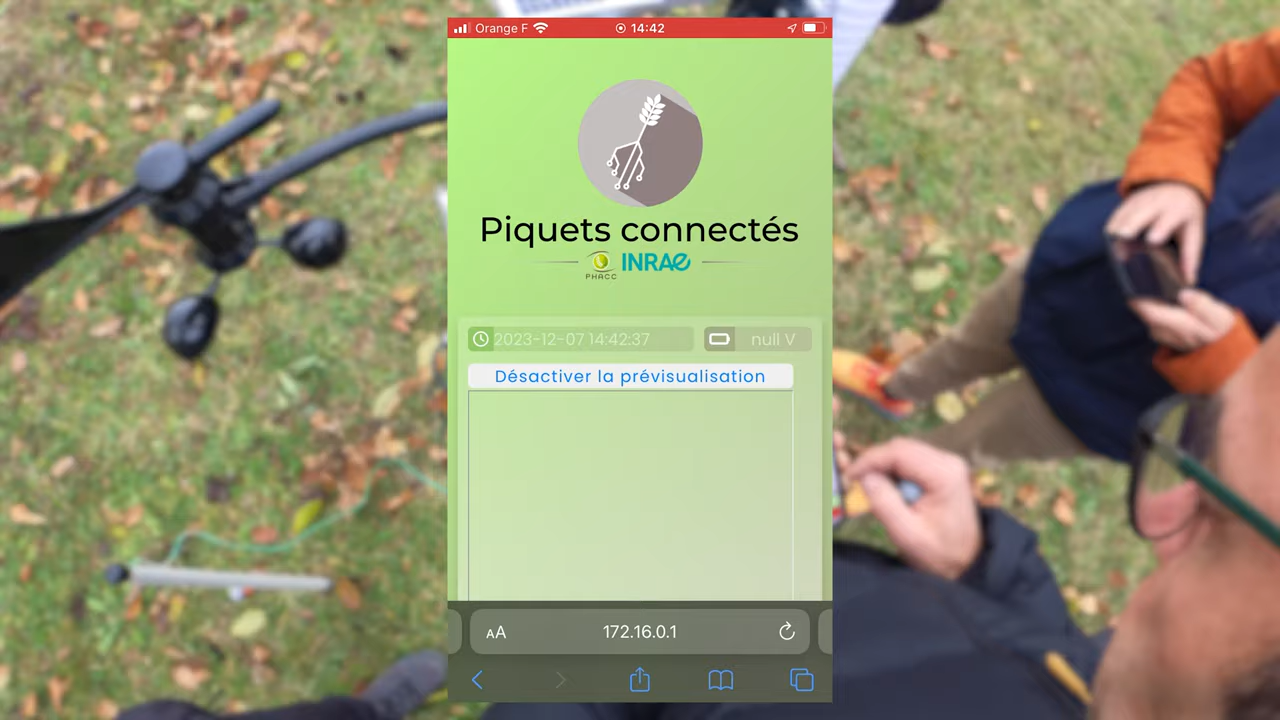 Orange F
14:42
Piquets connectés
PHACC
INRAE
2023-12-07 14:42:37
null V
Désactiver la prévisualisation
AA
172.16.0.1